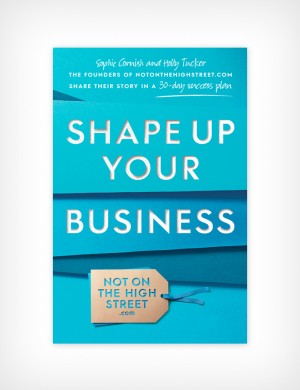 Sophie Cornish and Holly Tucker
THE FOUNDERS OF NOTONTHEHIGHSTREET.COM
SHARE THEIR STORY IN A 30-day success plan
SHAPE UP
YOUR
BUSINESS
NOT ON
THE HIGH
STREET
.com